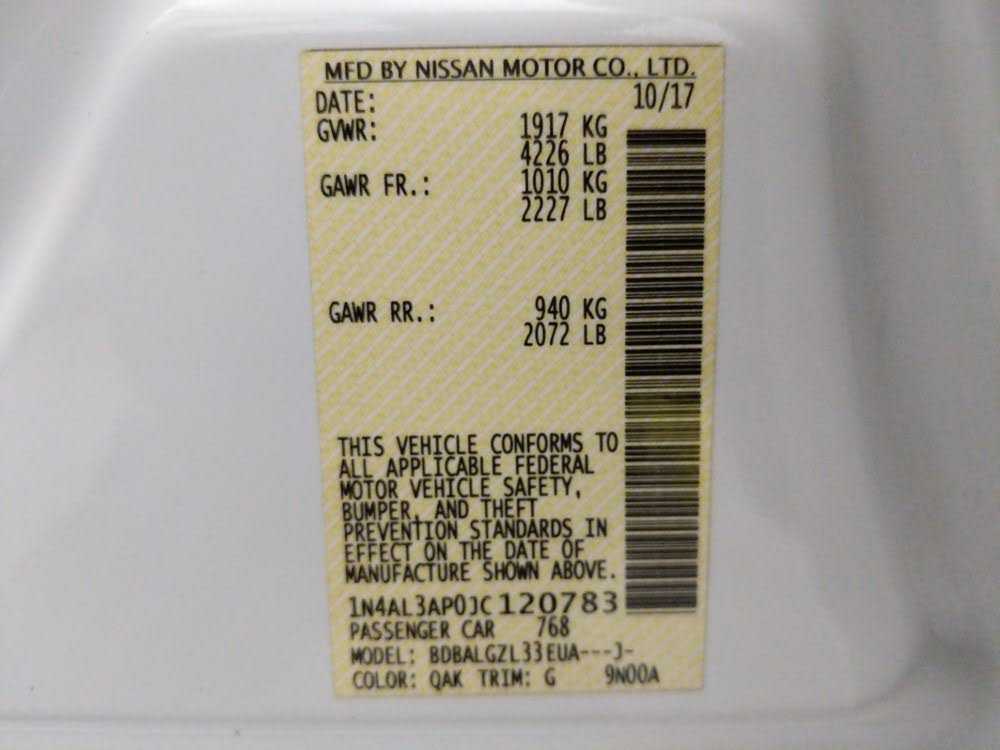 MFD BY NISSAN MOTOR CO., LTD.
DATE: 10/17
GVWR: 1917 KG
4226 LB
GAWR FR.: 1010 KG
2227 LB
GAWR RR.: 940 KG
2072 LB
THIS VEHICLE CONFORMS TO
ALL APPLICABLE FEDERAL
MOTOR VEHICLE SAFETY,
BUMPER, AND THEFT
PREVENTION STANDARDS IN
EFFECT ON THE DATE OF
MANUFACTURE SHOWN ABOVE.
1N4AL3AP0JC120783
PASSENGER CAR 768
MODEL: BDBALGZL33EUA---J-
COLOR: QAK TRIM: G 9N00A